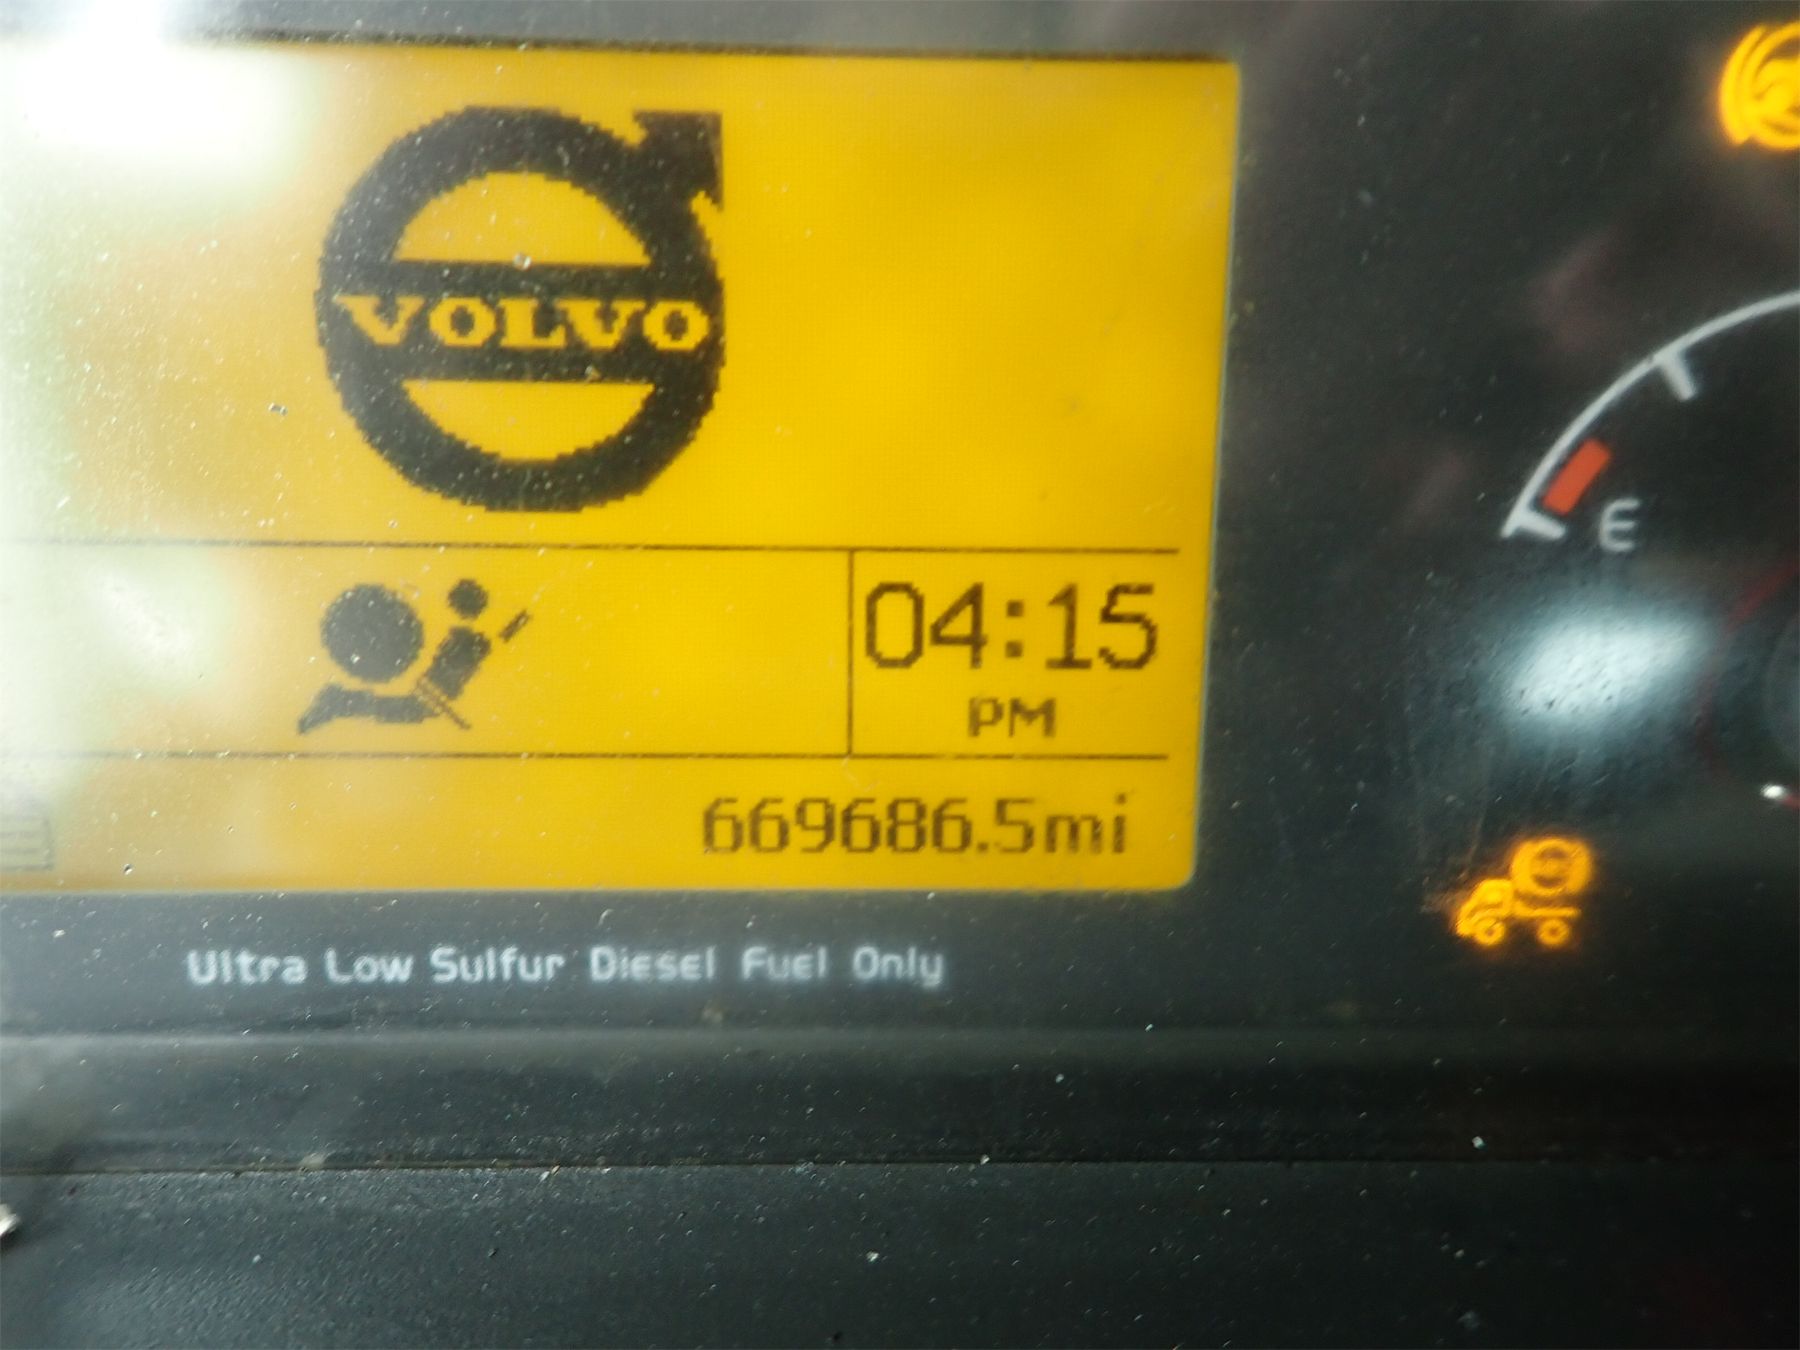 VOLVO
E
04:15
PM
669686.5mi
Ultra Low Sulfur Diesel Fuel Only